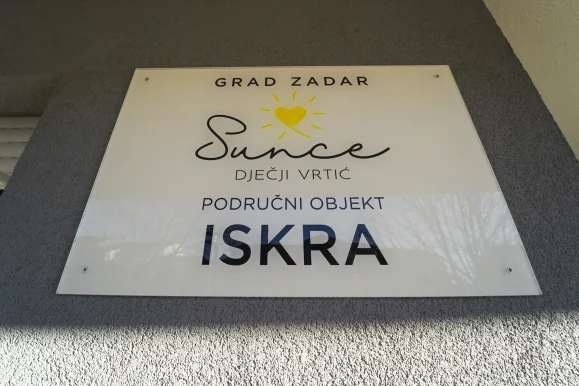 GRAD ZADAR
Sunce
DJEČJI VRTIĆ
PODRUČNI OBJEKT
ISKRA